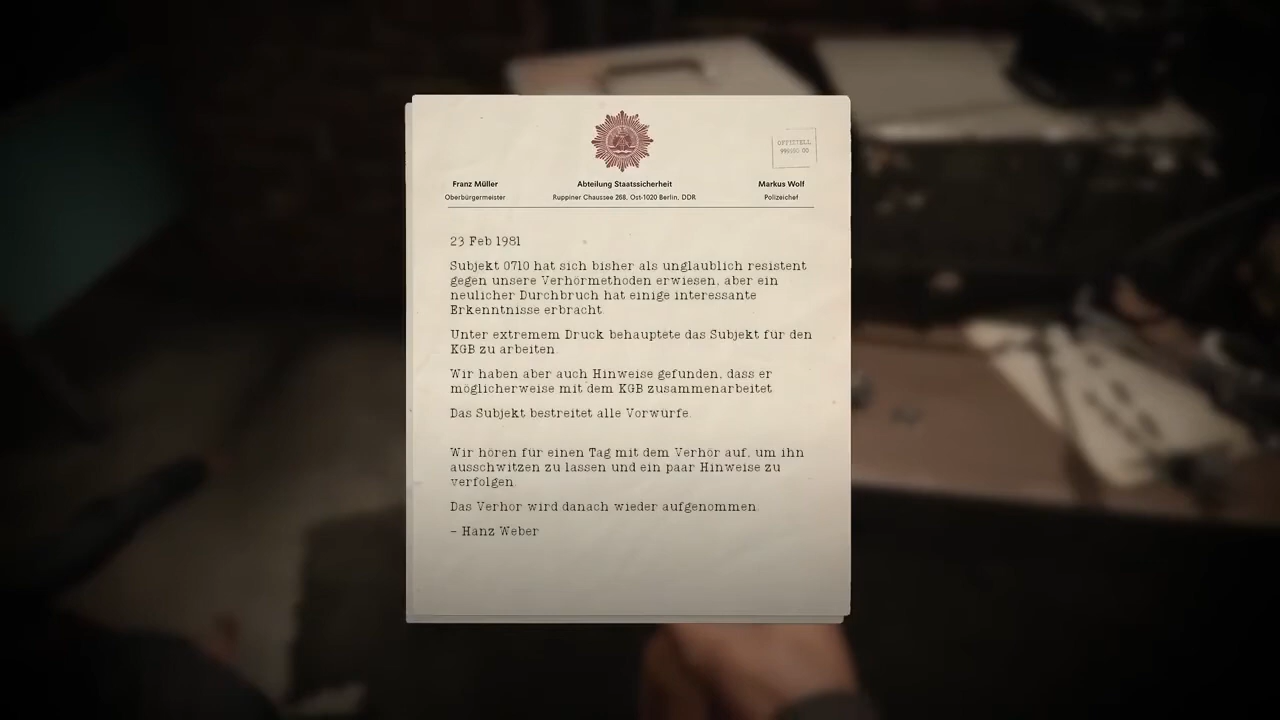 OFFIZIELL
Franz Müller
Abteilung Staatssicherheit
Markus Wolf
Oberbürgermeister
Ruppiner Chaussee 268, Ost-1020 Berlin, DDR
Polizeichef
23 Feb 1981
Subjekt 0710 hat sich bisher als unglaublich resistent
gegen unsere Verhörmethoden erwiesen, aber ein
neulicher Durchbruch hat einige interessante
Erkenntnisse erbracht.
Unter extremem Druck behauptete das Subjekt für den
KGB zu arbeiten.
Wir haben aber auch Hinweise gefunden, dass er
möglicherweise mit dem KGB zusammenarbeitet
Das Subjekt bestreitet alle Vorwürfe.
Wir hören für einen Tag mit dem Verhör auf, um ihn
ausschwitzen zu lassen und ein paar Hinweise zu
verfolgen.
Das Verhor wird danach wieder aufgenommen.
– Hanz Weber